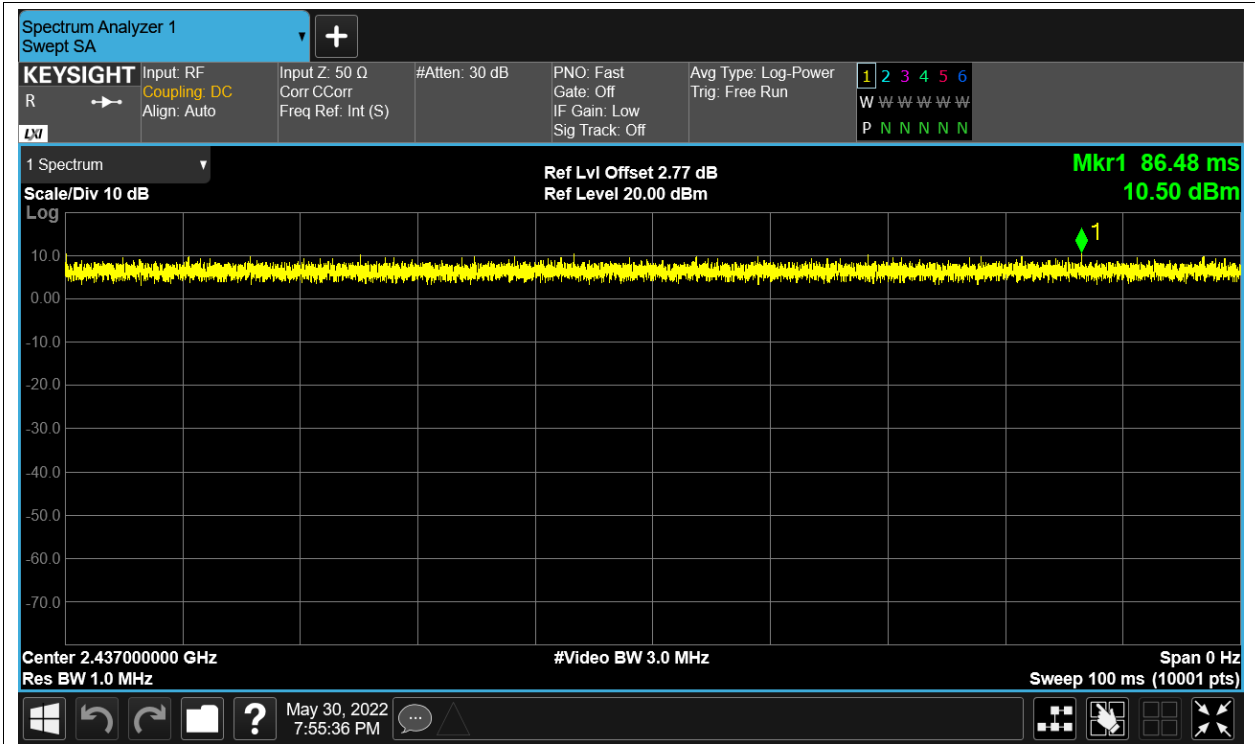 Spectrum Analyzer 1
Swept SA
KEYSIGHT
R
LXI
Input: RF
Coupling: DC
Align: Auto
Input Z: 50 Ω
Corr CCorr
Freq Ref: Int (S)
#Atten: 30 dB
PNO: Fast
Gate: Off
IF Gain: Low
Sig Track: Off
Avg Type: Log-Power
Trig: Free Run
1 2 3 4 5 6
W W W W W W
P N N N N N
1 Spectrum
Scale/Div 10 dB
Ref Lvl Offset 2.77 dB
Ref Level 20.00 dBm
Mkr1 86.48 ms
10.50 dBm
Log
1
10.0
0.00
-10.0
-20.0
-30.0
-40.0
-50.0
-60.0
-70.0
Center 2.437000000 GHz
Res BW 1.0 MHz
#Video BW 3.0 MHz
Span 0 Hz
Sweep 100 ms (10001 pts)
?
May 30, 2022
7:55:36 PM